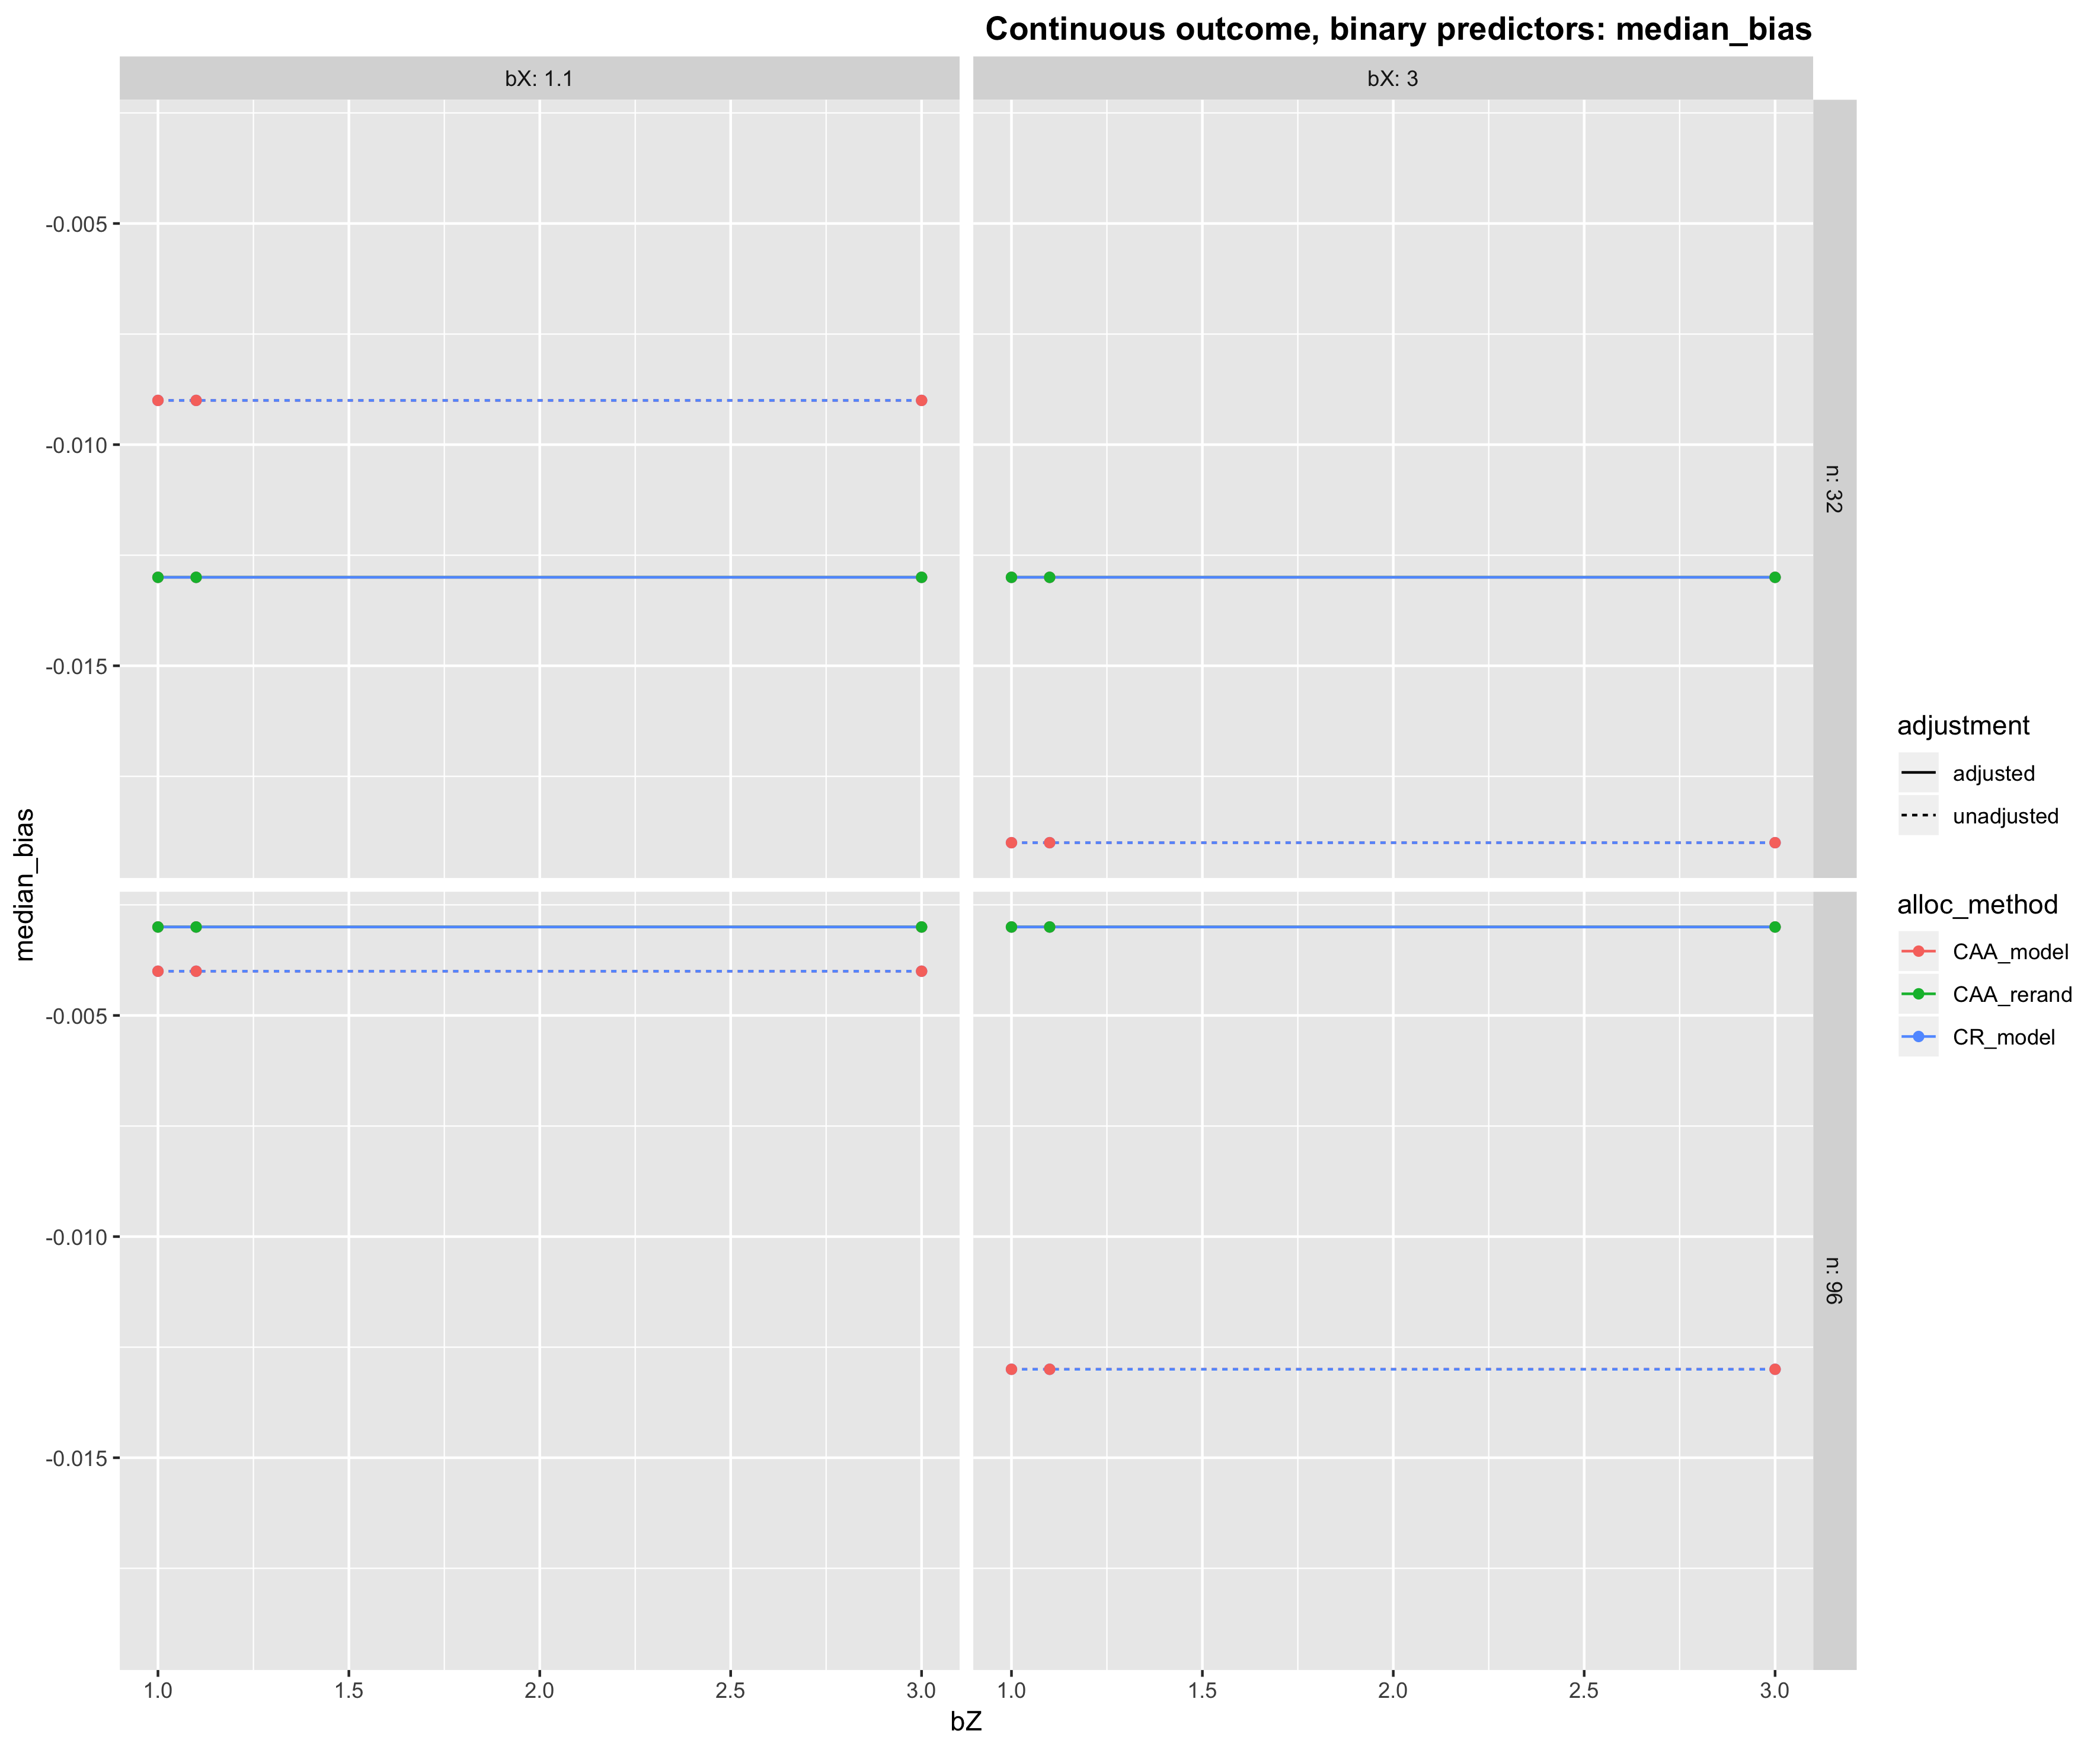 Continuous outcome, binary predictors: median_bias
bX: 1.1
bX: 3
-0.005
-0.010
-0.015
n: 32
-0.005
-0.010
-0.015
n: 96
median_bias
1.0 1.5 2.0 2.5 3.0
1.0 1.5 2.0 2.5 3.0
bZ
adjustment
adjusted
unadjusted
alloc_method
CAA_model
CAA_rerand
CR_model